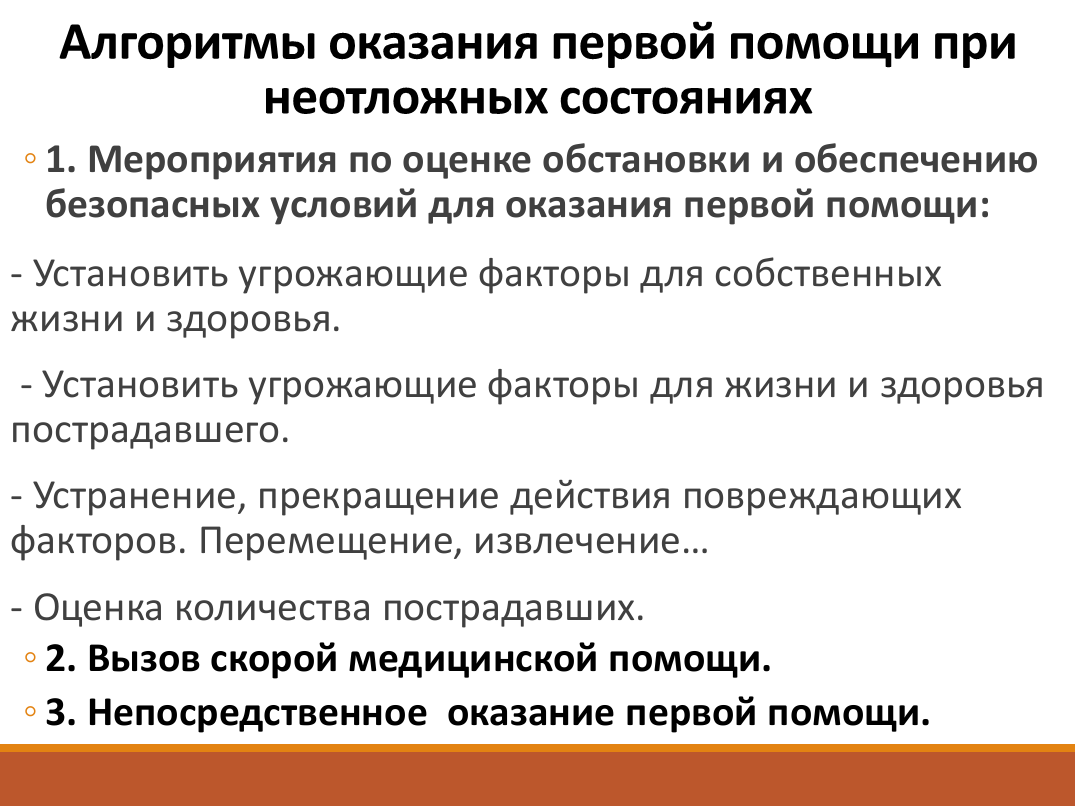 Алгоритмы оказания первой помощи при
неотложных состояниях
◦ 1. Мероприятия по оценке обстановки и обеспечению
безопасных условий для оказания первой помощи:
- Установить угрожающие факторы для собственных
жизни и здоровья.
- Установить угрожающие факторы для жизни и здоровья
пострадавшего.
- Устранение, прекращение действия повреждающих
факторов. Перемещение, извлечение…
- Оценка количества пострадавших.
◦ 2. Вызов скорой медицинской помощи.
◦ 3. Непосредственное  оказание первой помощи.